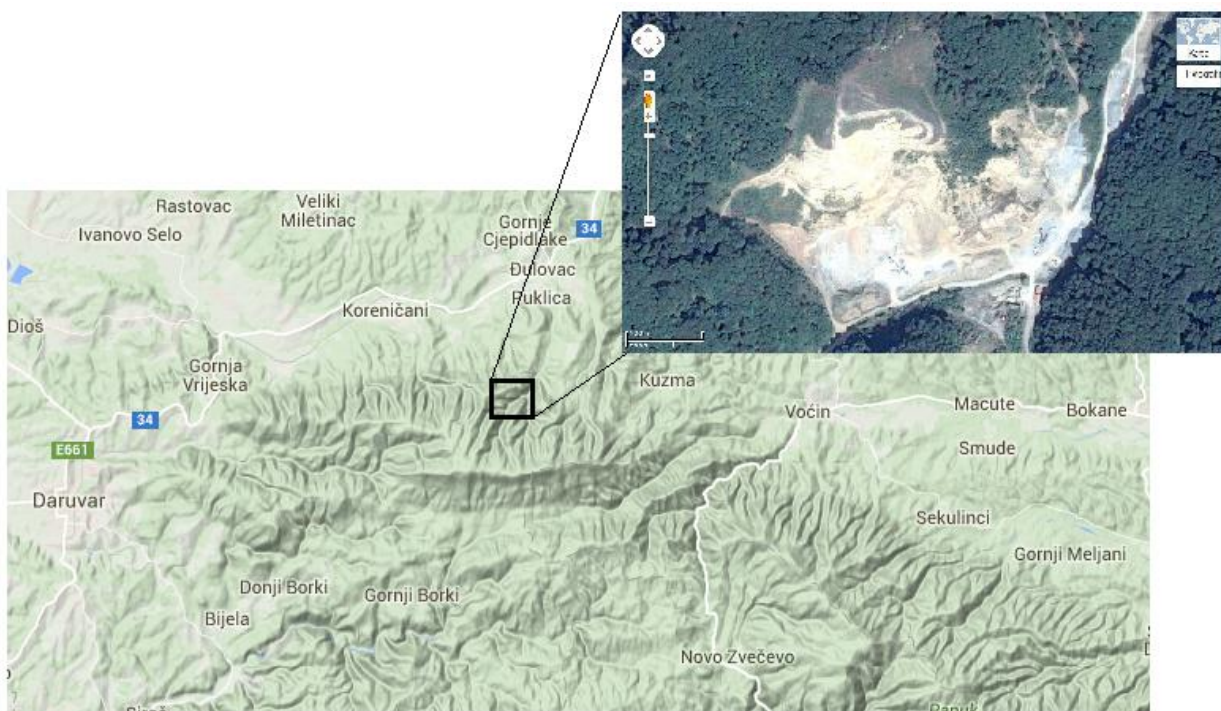 Rastovac
Veliki
Miletinac
Ivanovo Selo
Gornje
Cjepidlake
34
Đulovac
Puklica
Koreničani
Dioš
Gornja
Vrijeska
Kuzma
Voćin
Macute
Bokane
34
E661
Smude
Daruvar
Sekulinci
Gornji Meljani
Donji Borki
Gornji Borki
Bijela
Novo Zvečevo